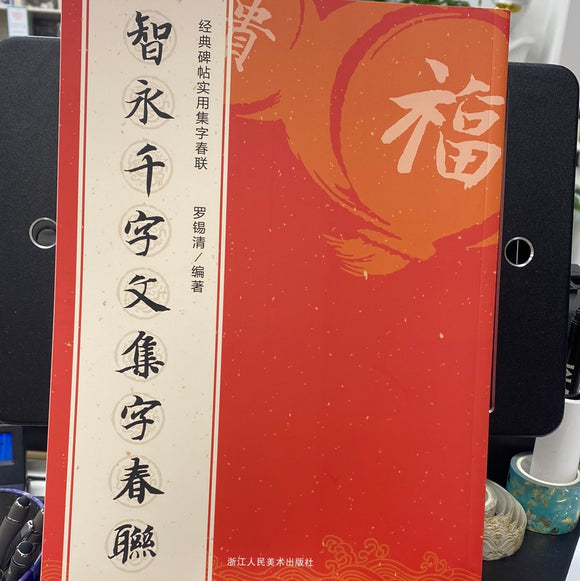 智永千字文集字春聯
经典碑帖实用集字春联
罗锡清/编著
福
浙江人民美术出版社